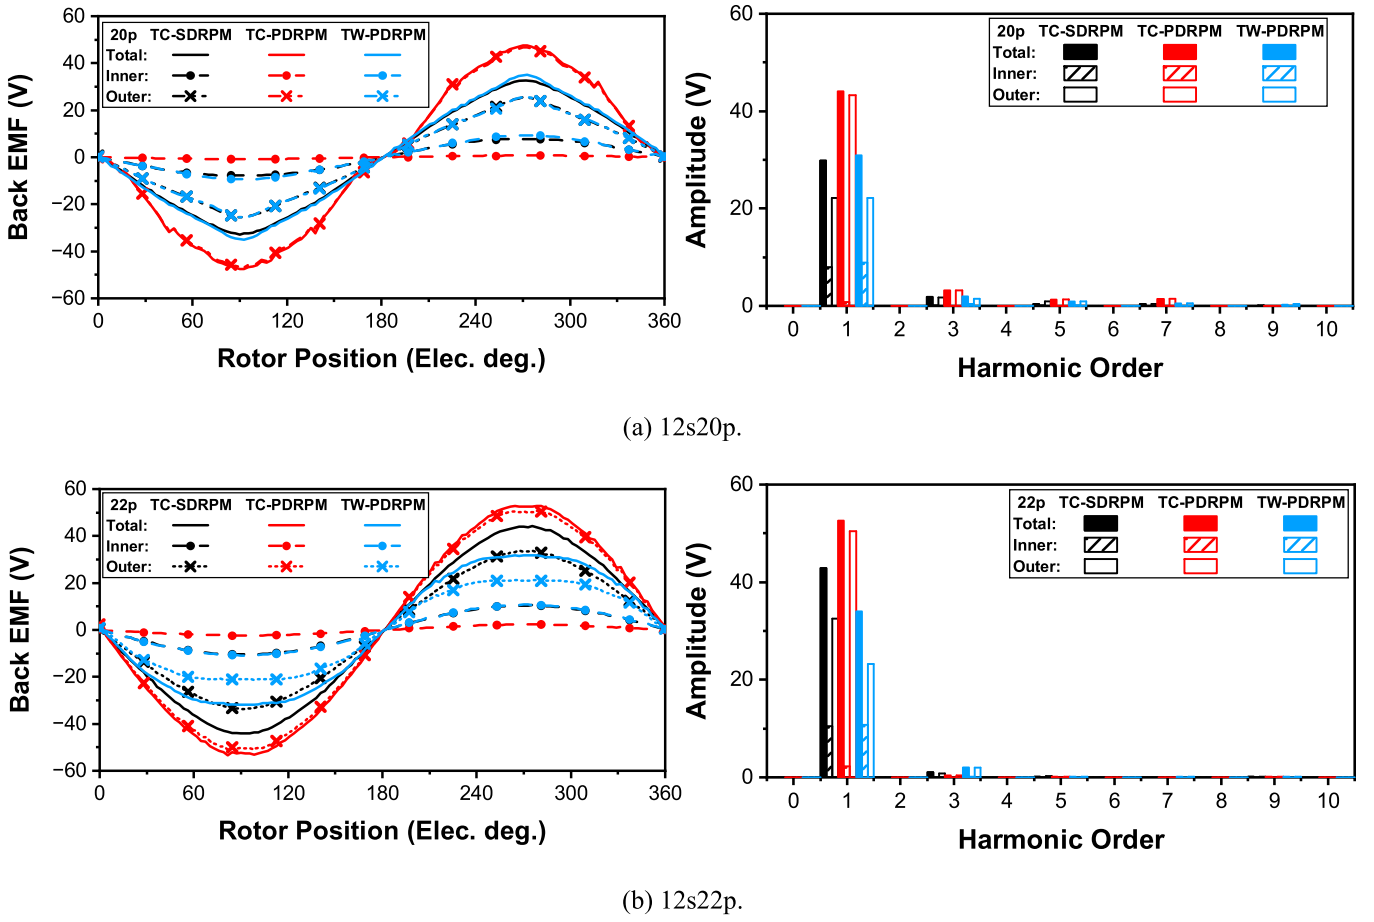 60
40
20
0
−20
−40
−60
Back EMF (V)
20p TC-SDRPM TC-PDRPM TW-PDRPM
Total:
Inner:
Outer:
0 60 120 180 240 300 360
Rotor Position (Elec. deg.)
60
40
20
0
Amplitude (V)
20p TC-SDRPM TC-PDRPM TW-PDRPM
Total:
Inner:
Outer:
0 1 2 3 4 5 6 7 8 9 10
Harmonic Order
(a) 12s20p.
60
40
20
0
−20
−40
−60
Back EMF (V)
22p TC-SDRPM TC-PDRPM TW-PDRPM
Total:
Inner:
Outer:
0 60 120 180 240 300 360
Rotor Position (Elec. deg.)
60
40
20
0
Amplitude (V)
22p TC-SDRPM TC-PDRPM TW-PDRPM
Total:
Inner:
Outer:
0 1 2 3 4 5 6 7 8 9 10
Harmonic Order
(b) 12s22p.